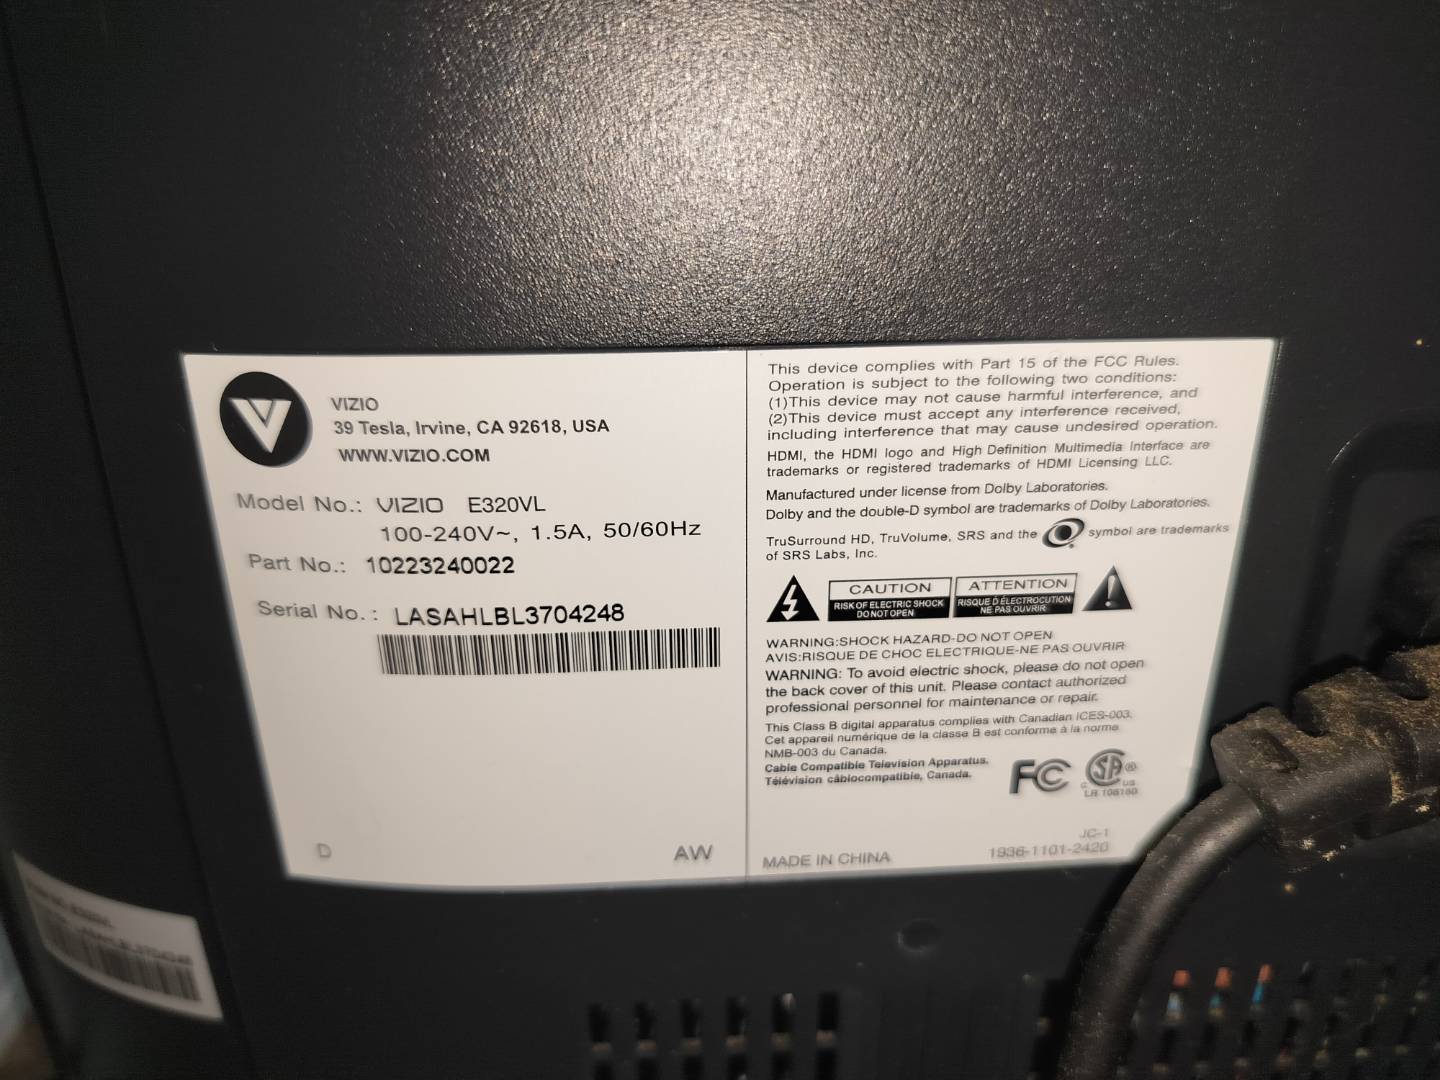 VIZIO
39 Tesla, Irvine, CA 92618, USA
WWW.VIZIO.COM
Model No.: VIZIO E320VL
100-240V~, 1.5A, 50/60Hz
Part No.: 10223240022
Serial No.: LASAHLBL3704248
D
AW
This device complies with Part 15 of the FCC Rules.
Operation is subject to the following two conditions:
(1)This device may not cause harmful interference, and
(2)This device must accept any interference received,
including interference that may cause undesired operation.
HDMI, the HDMI logo and High Definition Multimedia Interface are
trademarks or registered trademarks of HDMI Licensing LLC.
Manufactured under license from Dolby Laboratories.
Dolby and the double-D symbol are trademarks of Dolby Laboratories.
TruSurround HD, TruVolume, SRS and the symbol are trademarks
of SRS Labs, Inc.
CAUTION
RISK OF ELECTRIC SHOCK
DO NOT OPEN
ATTENTION
RISQUE D'ÉLECTROCUTION
NE PAS OUVRIR
WARNING:SHOCK HAZARD-DO NOT OPEN
AVIS:RISQUE DE CHOC ELECTRIQUE-NE PAS OUVRIR
WARNING: To avoid electric shock, please do not open
the back cover of this unit. Please contact authorized
professional personnel for maintenance or repair.
This Class B digital apparatus complies with Canadian ICES-003.
Cet appareil numérique de la classe B est conforme à la norme
NMB-003 du Canada.
Cable Compatible Television Apparatus,
Télévision câblocompatible, Canada.
FC
C SA ® US
LR 108180
JC-1
MADE IN CHINA
1936-1101-2420